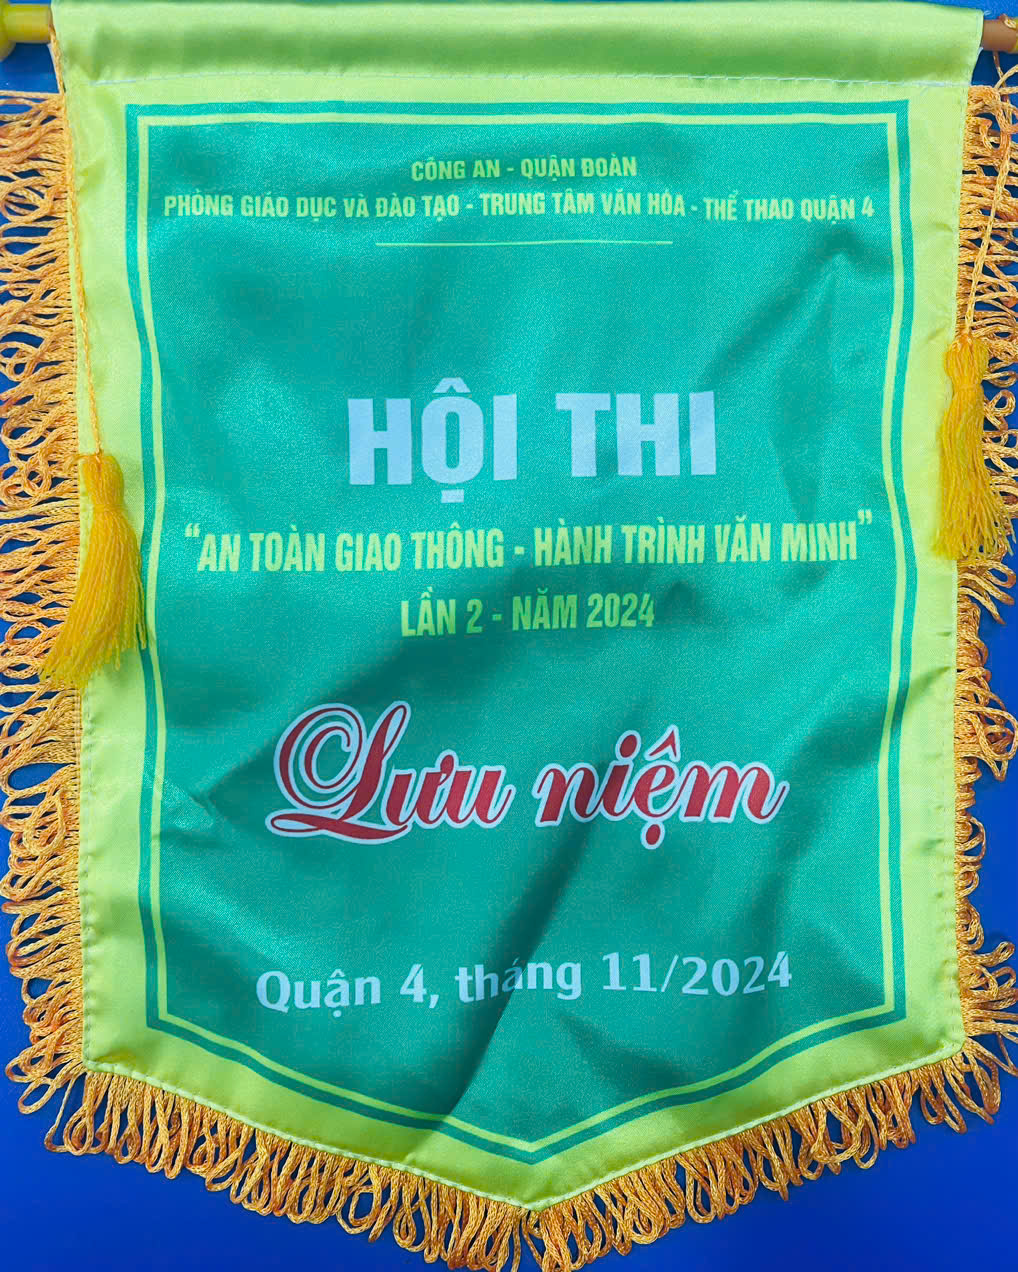 CÔNG AN - QUẬN ĐOÀN
PHÒNG GIÁO DỤC VÀ ĐÀO TẠO - TRUNG TÂM VĂN HÓA - THỂ THAO QUẬN 4
HỘI THI
“AN TOÀN GIAO THÔNG - HÀNH TRÌNH VĂN MINH”
LẦN 2 - NĂM 2024
Lưu niệm
Quận 4, tháng 11/2024